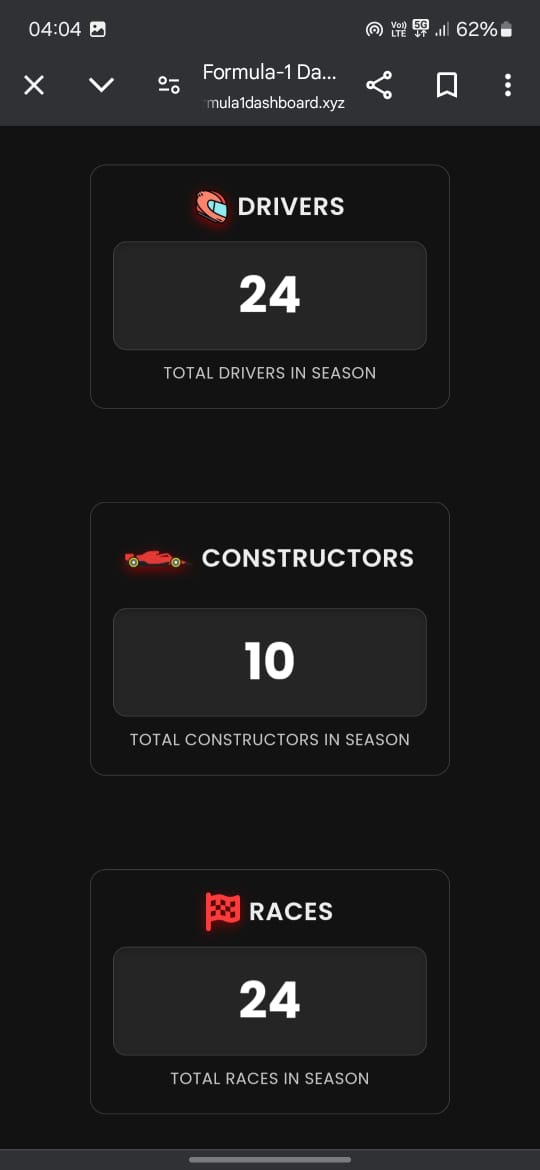 04:04
Vo))
LTE
5G
62%
Formula-1 Da...
mula1dashboard.xyz
DRIVERS
24
TOTAL DRIVERS IN SEASON
CONSTRUCTORS
10
TOTAL CONSTRUCTORS IN SEASON
RACES
24
TOTAL RACES IN SEASON